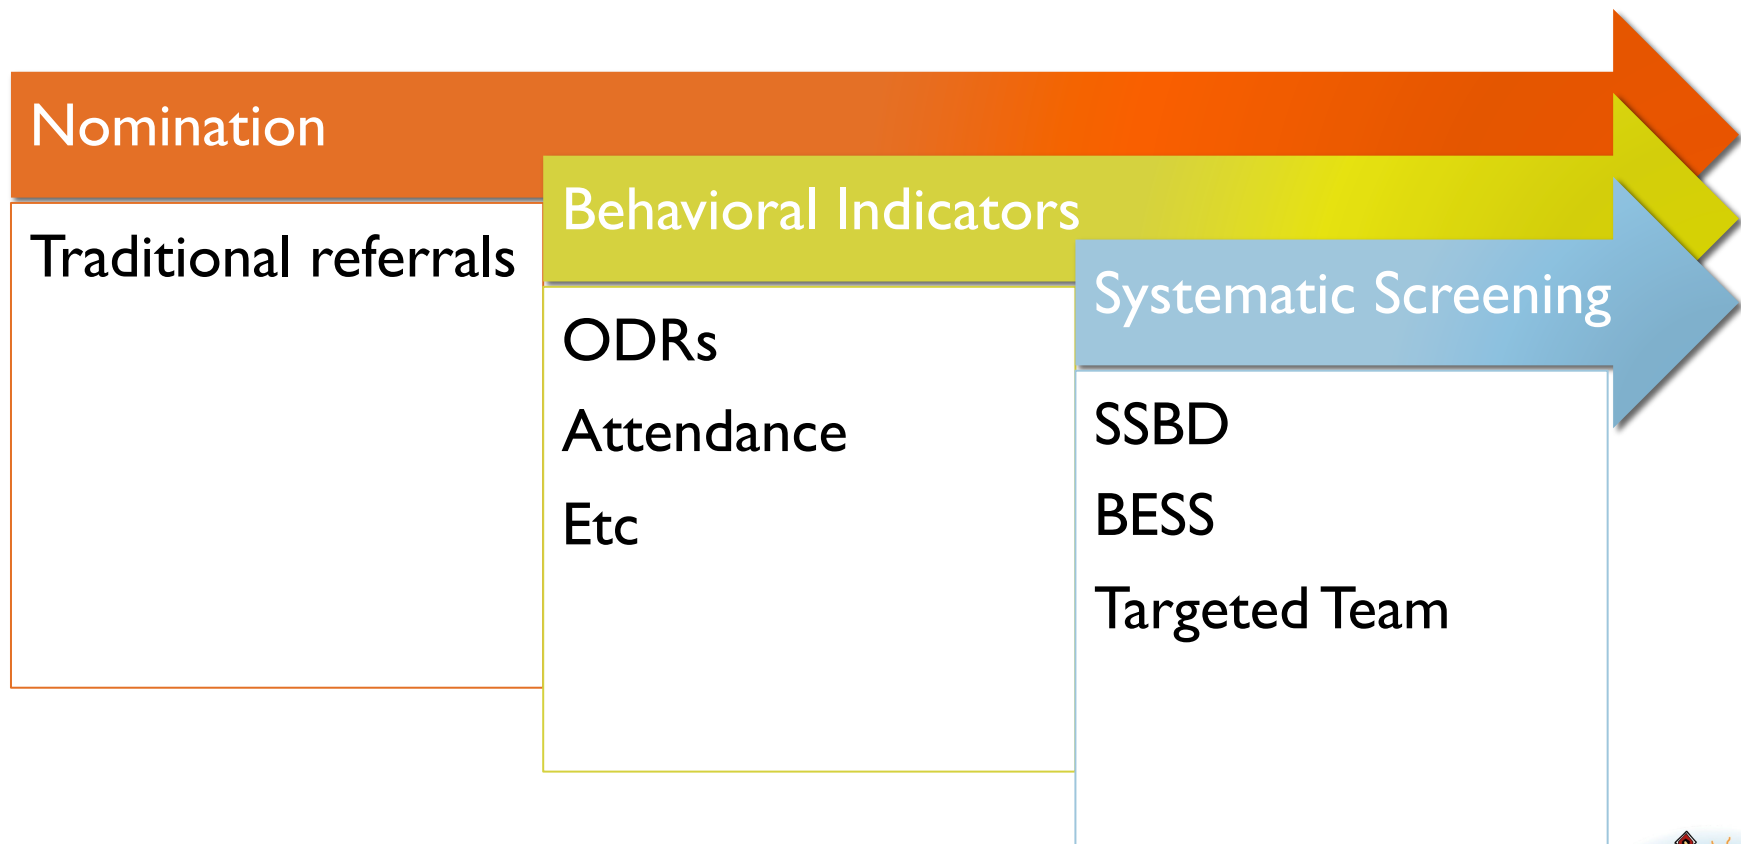 Nomination
Traditional referrals
Behavioral Indicators
ODRs
Attendance
Etc
Systematic Screening
SSBD
BESS
Targeted Team